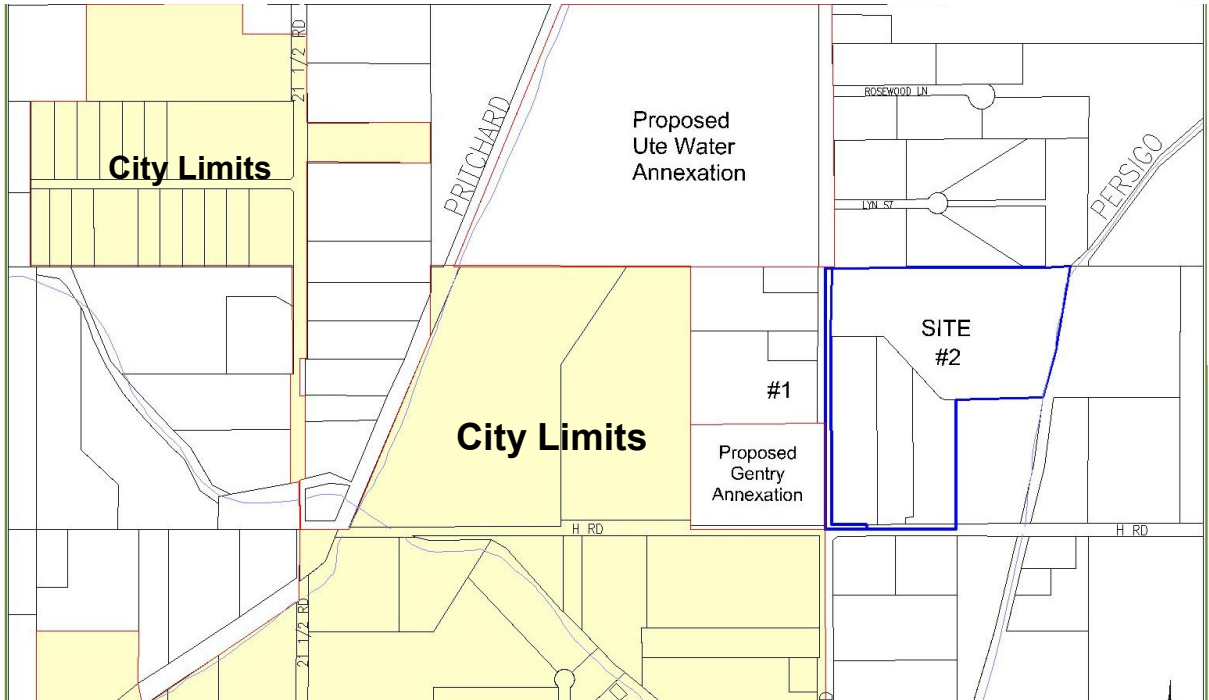 21 1/2 RD
ROSEWOOD LN
Proposed
Ute Water
Annexation
PRITCHARD
City Limits
PERSIGO
LYN ST
SITE
#2
#1
City Limits
Proposed
Gentry
Annexation
H RD
H RD
21 1/2 RD